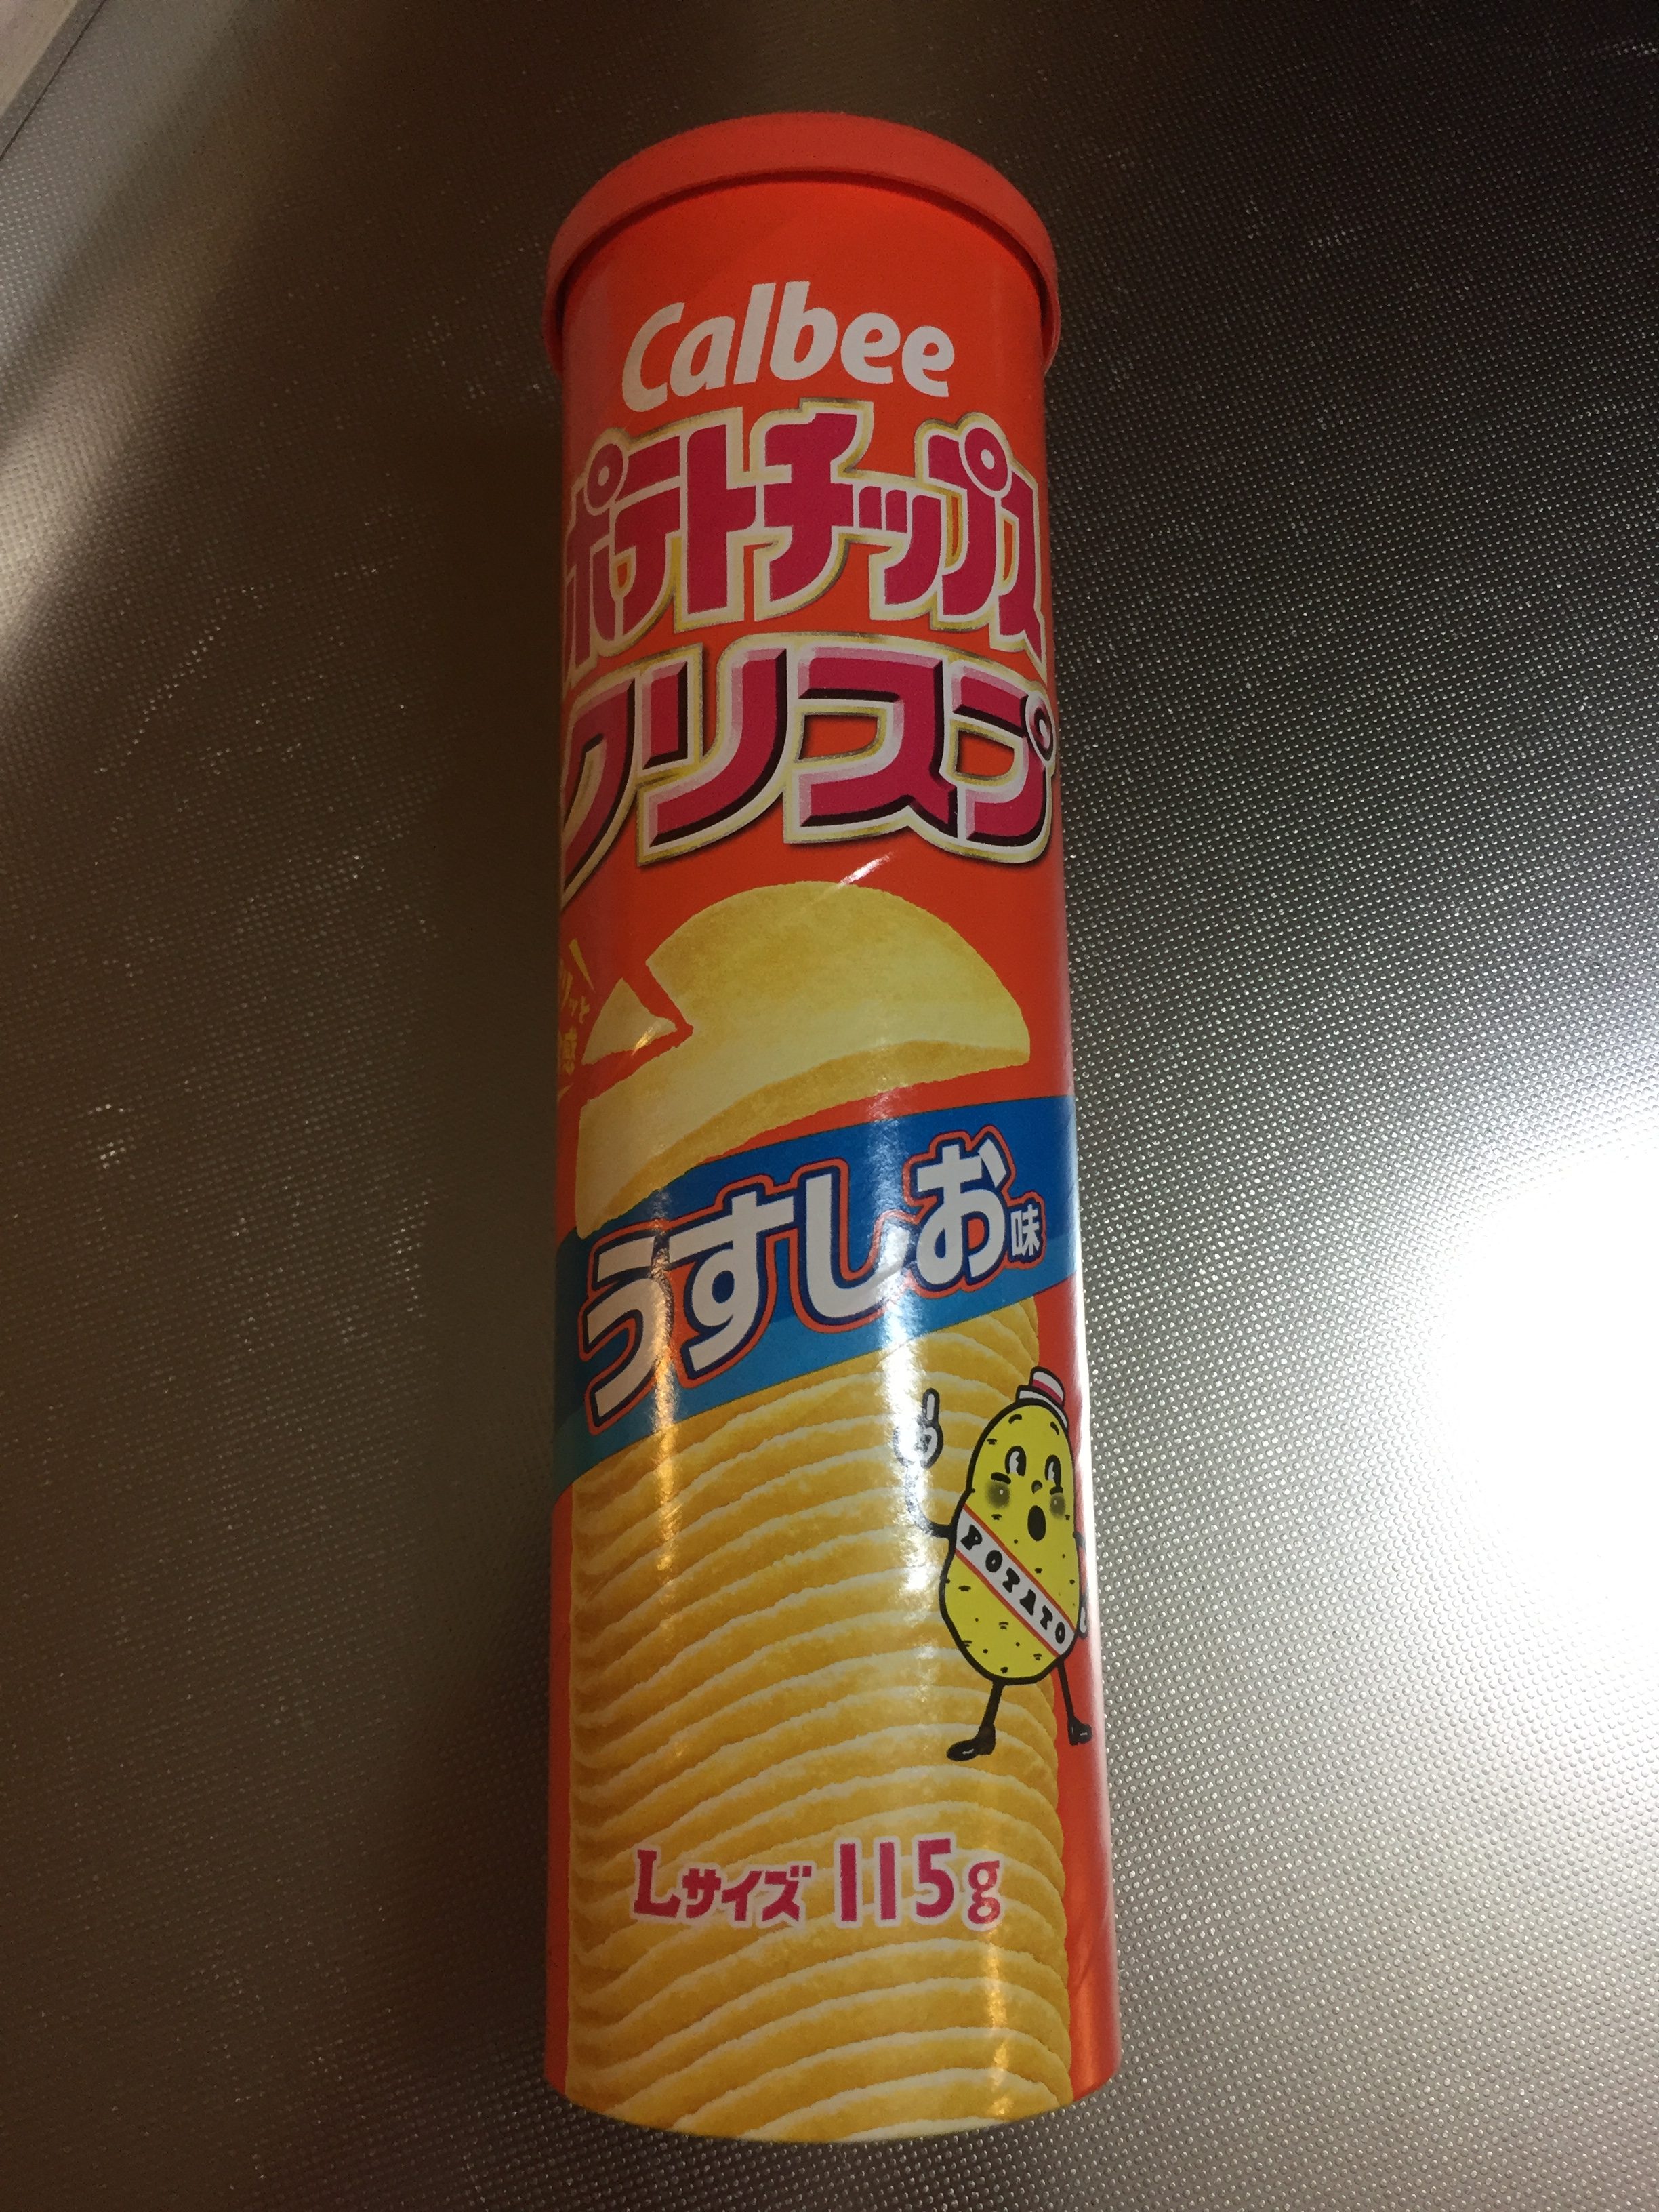 Calbee
ポテトチップス
クリスプ
うすしお味
POTATO
Lサイズ 115g